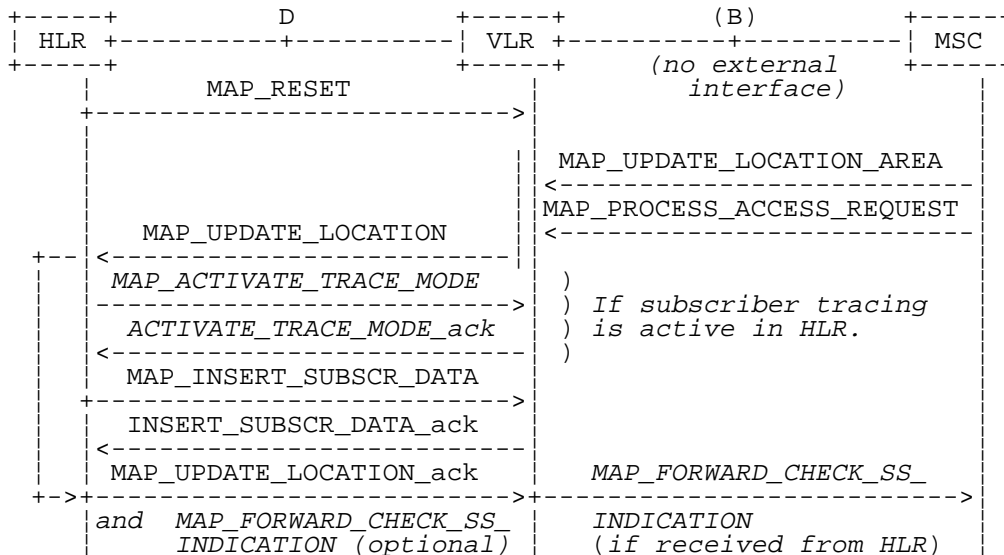 D (B)
HLR VLR MSC
(no external
MAP_RESET interface)
MAP_UPDATE_LOCATION_AREA
MAP_PROCESS_ACCESS_REQUEST
MAP_UPDATE_LOCATION
MAP_ACTIVATE_TRACE_MODE )
) If subscriber tracing
ACTIVATE_TRACE_MODE_ack ) is active in HLR.
)
MAP_INSERT_SUBSCR_DATA
INSERT_SUBSCR_DATA_ack
MAP_UPDATE_LOCATION_ack MAP_FORWARD_CHECK_SS_
and MAP_FORWARD_CHECK_SS_ INDICATION
INDICATION (optional) (if received from HLR)